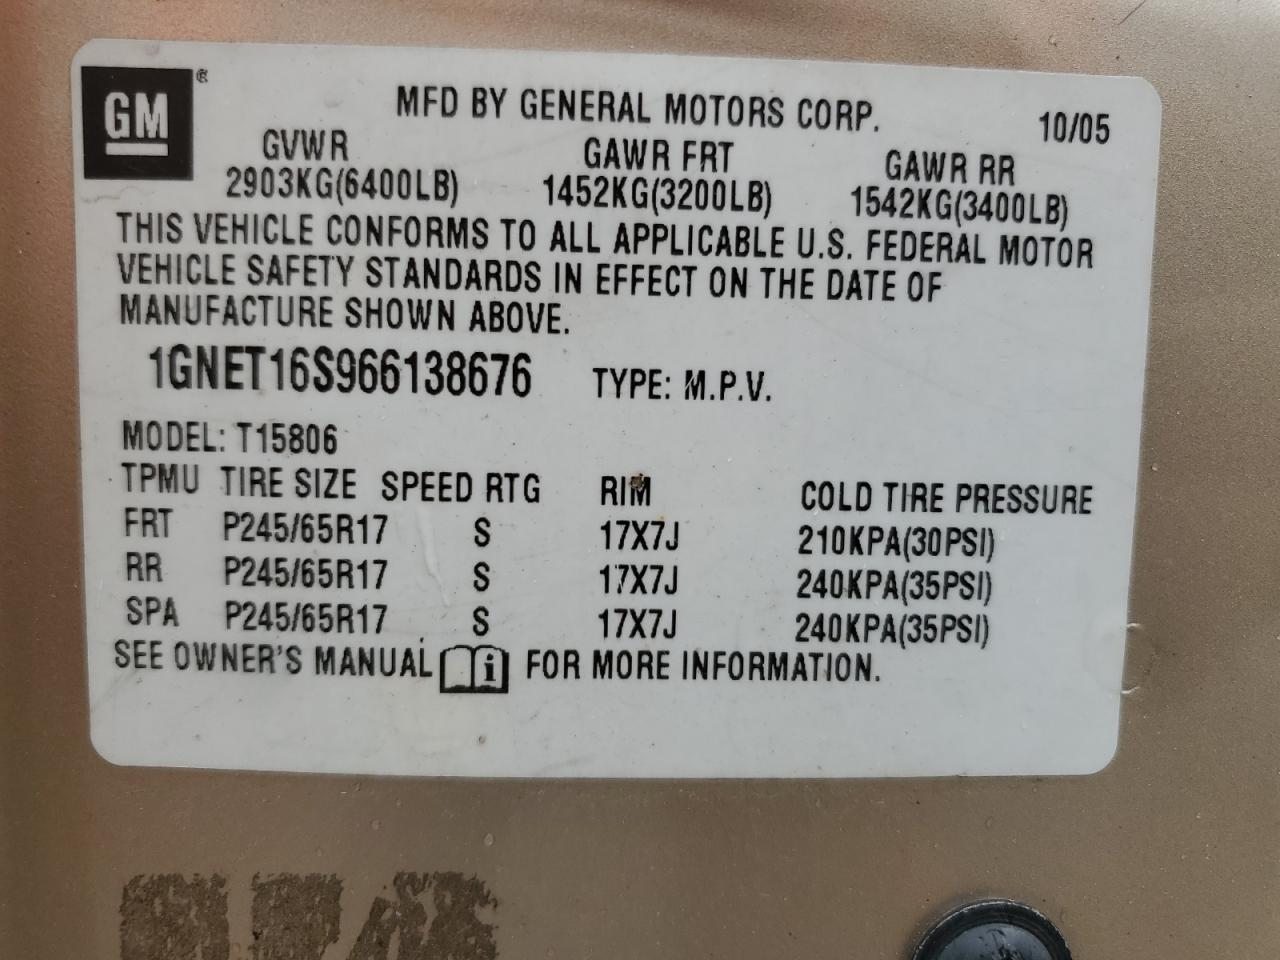 GM®
MFD BY GENERAL MOTORS CORP. 10/05
GVWR GAWR FRT GAWR RR
2903KG(6400LB) 1452KG(3200LB) 1542KG(3400LB)
THIS VEHICLE CONFORMS TO ALL APPLICABLE U.S. FEDERAL MOTOR
VEHICLE SAFETY STANDARDS IN EFFECT ON THE DATE OF
MANUFACTURE SHOWN ABOVE.
1GNET16S966138676 TYPE: M.P.V.
MODEL: T15806
TPMU TIRE SIZE SPEED RTG RIM COLD TIRE PRESSURE
FRT P245/65R17 S 17X7J 210KPA(30PSI)
RR P245/65R17 S 17X7J 240KPA(35PSI)
SPA P245/65R17 S 17X7J 240KPA(35PSI)
SEE OWNER'S MANUAL i FOR MORE INFORMATION.